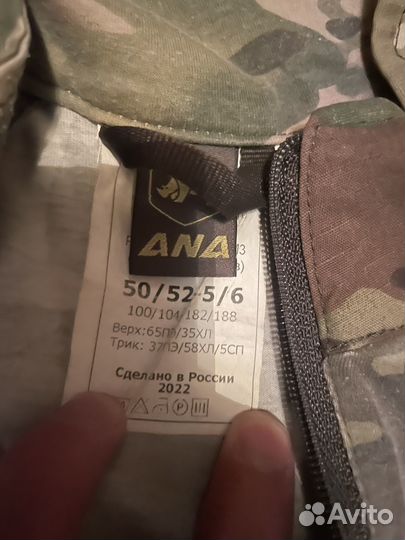 ANA
50/52-5/6
100/104-182/188
Верх:65ПЭ/35ХЛ
Трик: 37ПЭ/58ХЛ/5СП
Сделано в России
2022
Avito